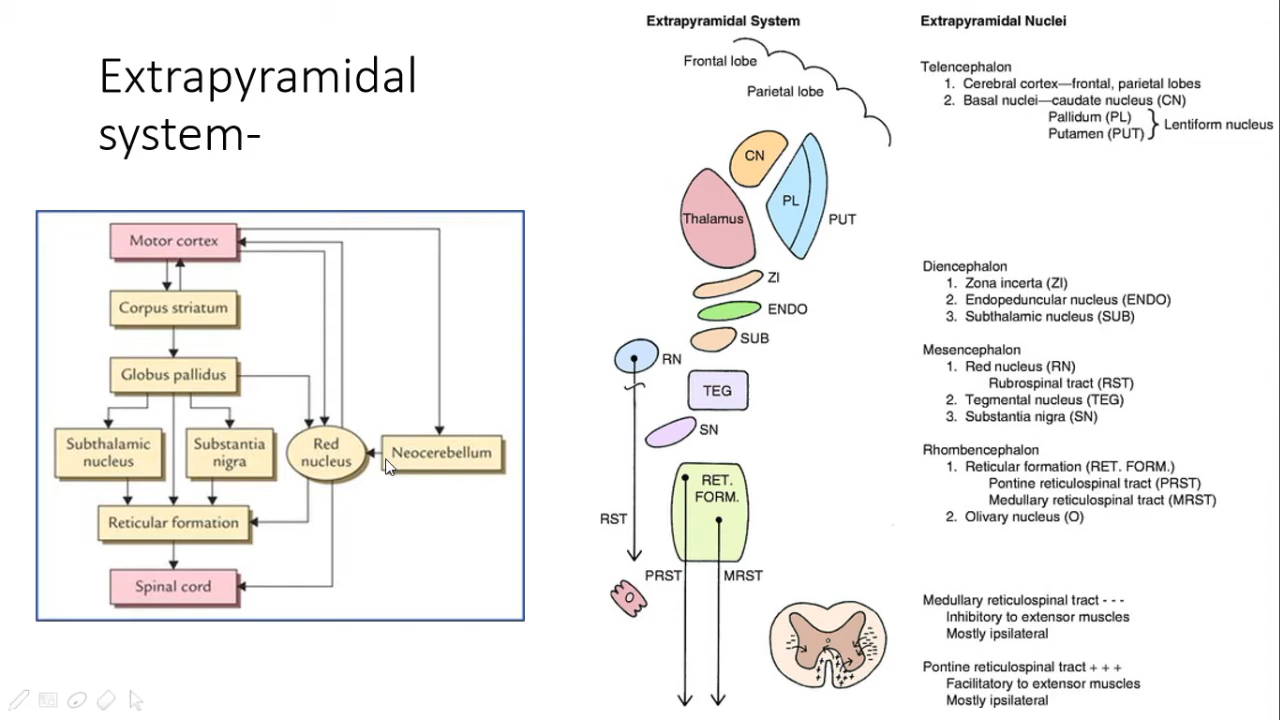 Extrapyramidal
system-
Motor cortex
Corpus striatum
Globus pallidus
Subthalamic
nucleus
Substantia
nigra
Red
nucleus
Neocerebellum
Reticular formation
Spinal cord
Extrapyramidal System
Frontal lobe
Parietal lobe
CN
Thalamus
PL
PUT
ZI
ENDO
SUB
RN
TEG
SN
RET.
FORM.
RST
PRST
MRST
O
Extrapyramidal Nuclei
Telencephalon
1. Cerebral cortex—frontal, parietal lobes
2. Basal nuclei—caudate nucleus (CN)
Pallidum (PL)
Putamen (PUT)
Lentiform nucleus
Diencephalon
1. Zona incerta (ZI)
2. Endopeduncular nucleus (ENDO)
3. Subthalamic nucleus (SUB)
Mesencephalon
1. Red nucleus (RN)
Rubrospinal tract (RST)
2. Tegmental nucleus (TEG)
3. Substantia nigra (SN)
Rhombencephalon
1. Reticular formation (RET. FORM.)
Pontine reticulospinal tract (PRST)
Medullary reticulospinal tract (MRST)
2. Olivary nucleus (O)
Medullary reticulospinal tract - - -
Inhibitory to extensor muscles
Mostly ipsilateral
Pontine reticulospinal tract + + +
Facilitatory to extensor muscles
Mostly ipsilateral